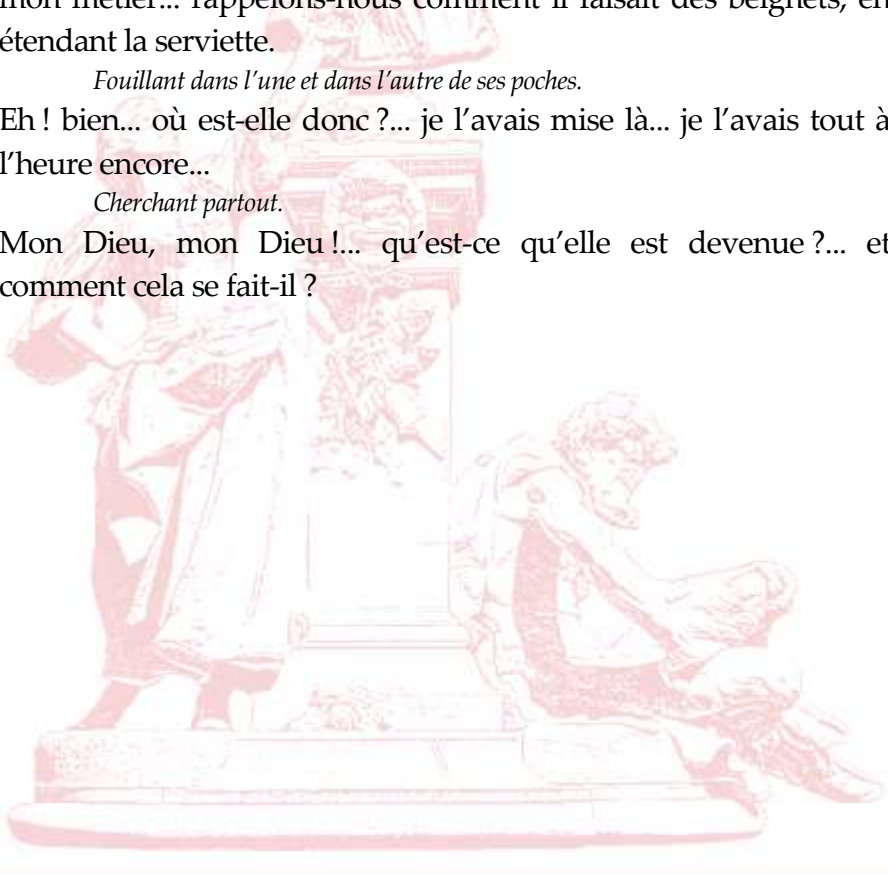 mon métier... rappelons-nous comment il faisait des beignets, en
étendant la serviette.
Fouillant dans l’une et dans l’autre de ses poches.
Eh ! bien... où est-elle donc ?... je l’avais mise là... je l’avais tout à
l’heure encore...
Cherchant partout.
Mon Dieu, mon Dieu !... qu’est-ce qu’elle est devenue ?... et
comment cela se fait-il ?